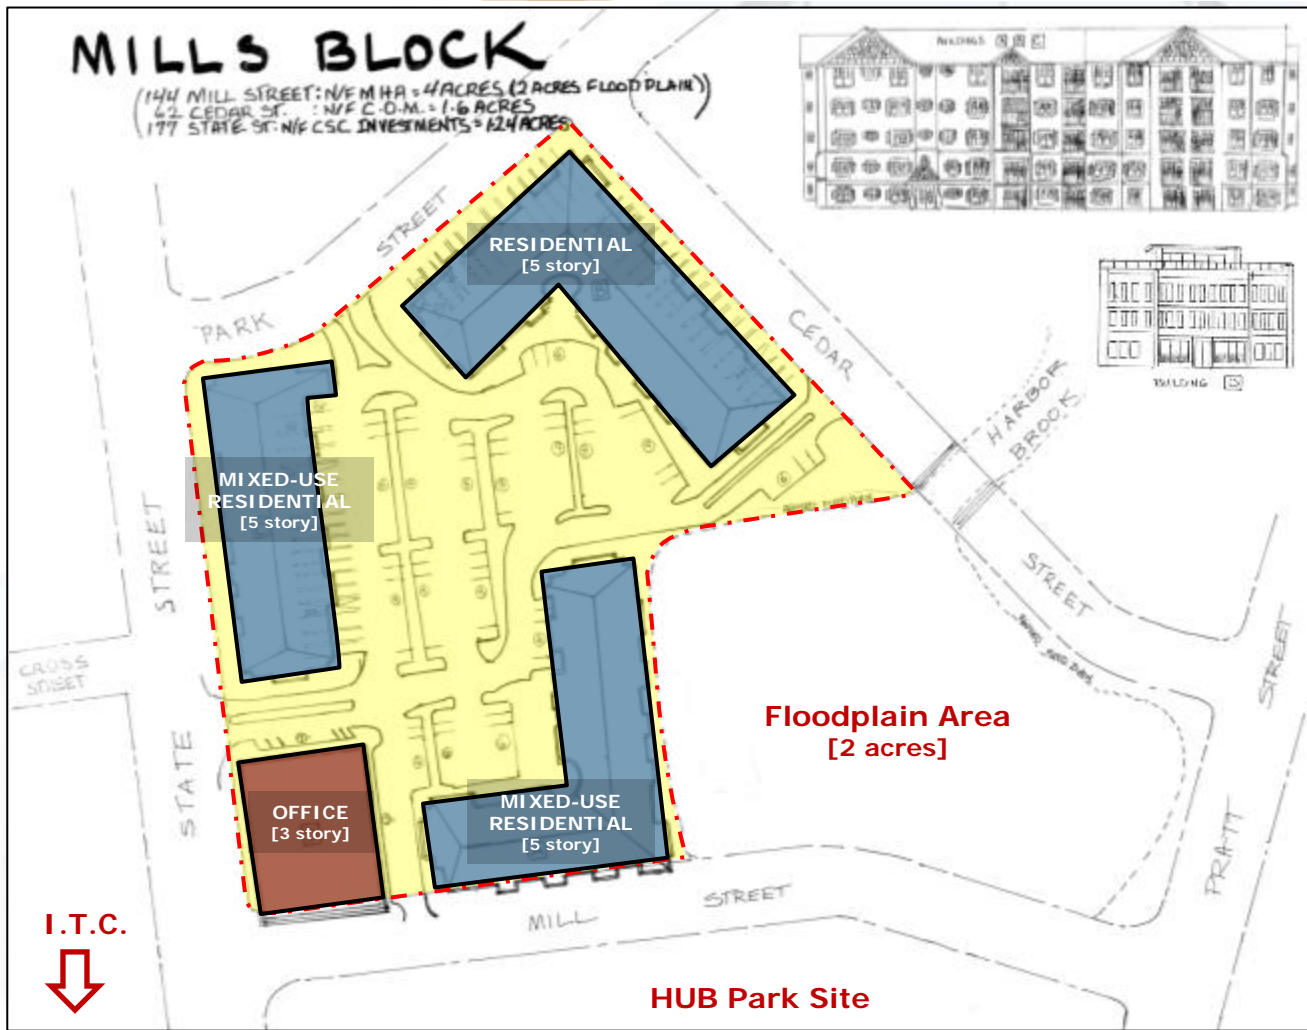 MILLS BLOCK
(144 MILL STREET: N/F MHA = 4 ACRES (2 ACRES FLOOD PLAIN))
62 CEDAR ST. : N/F C.O.M. = 1.6 ACRES
177 STATE ST: N/F CSC INVESTMENTS = 1.24 ACRES
BUILDINGS A B C
BUILDING D
PARK
STREET
RESIDENTIAL
[5 story]
CEDAR
STREET
HARBOR
BROOK
MIXED-USE
RESIDENTIAL
[5 story]
STREET
STATE
CROSS
STREET
Floodplain Area
[2 acres]
OFFICE
[3 story]
MIXED-USE
RESIDENTIAL
[5 story]
MILL
STREET
PRATT
STREET
I.T.C.
HUB Park Site